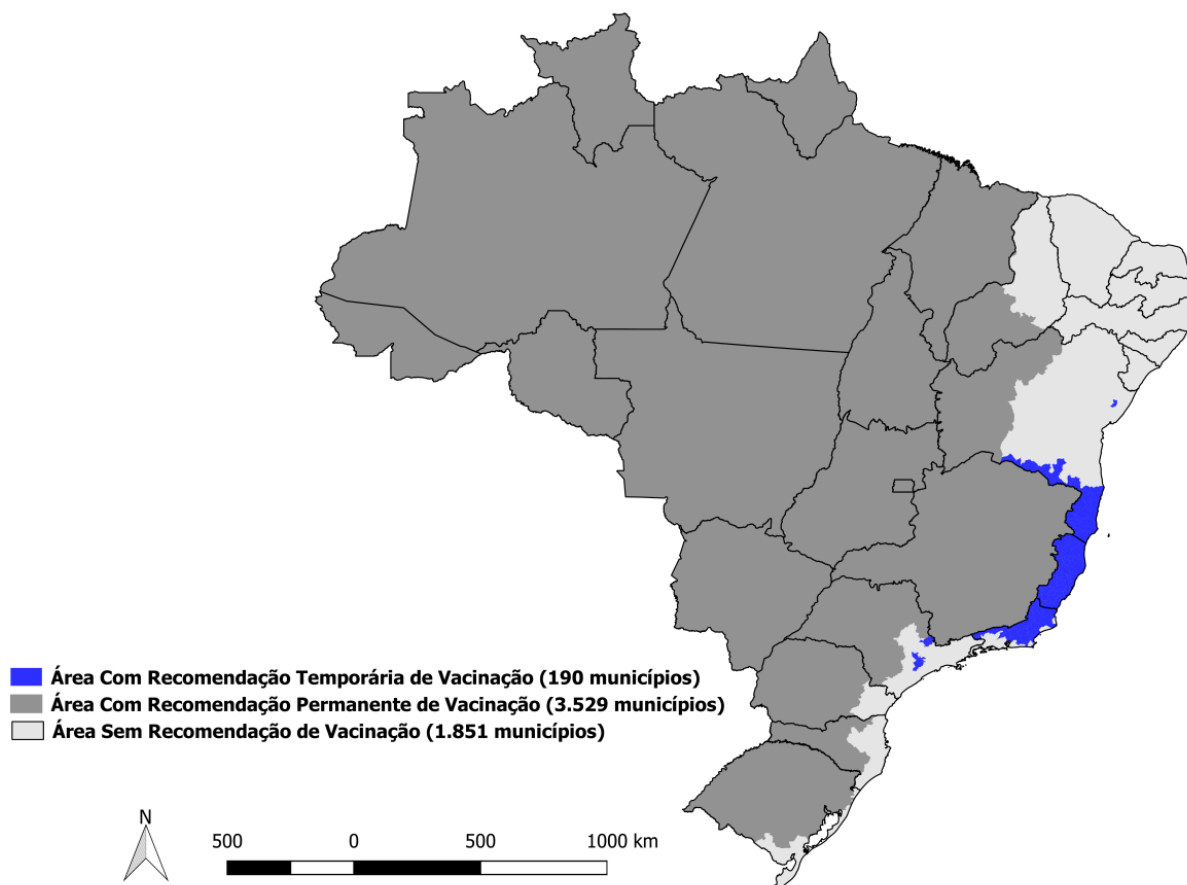 Área Com Recomendação Temporária de Vacinação (190 municípios)
Área Com Recomendação Permanente de Vacinação (3.529 municípios)
Área Sem Recomendação de Vacinação (1.851 municípios)
N
500 0 500 1000 km